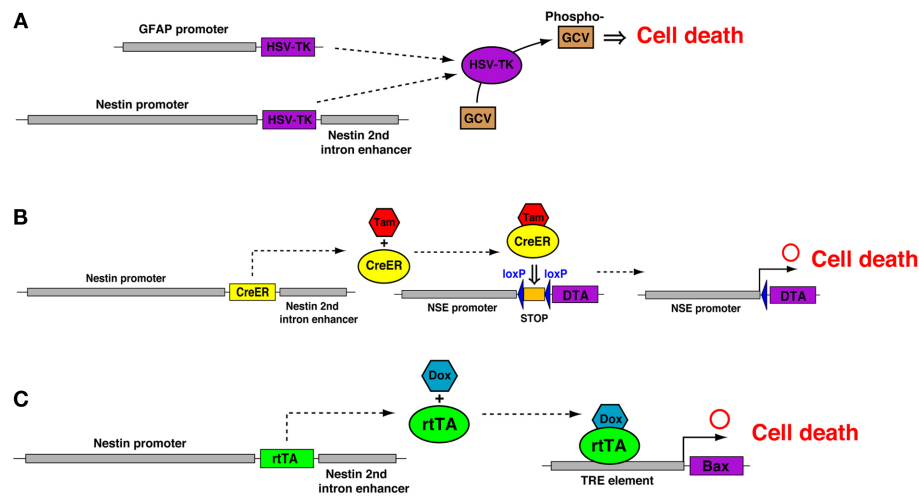 A
GFAP promoter
HSV-TK
Phospho-
GCV
⇒ Cell death
HSV-TK
Nestin promoter
HSV-TK
GCV
Nestin 2nd
intron enhancer
B
Tam
+
CreER
Tam
CreER
Cell death
Nestin promoter
CreER
Nestin 2nd
intron enhancer
loxP
loxP
DTA
NSE promoter
STOP
DTA
NSE promoter
C
Dox
+
rtTA
Dox
rtTA
Cell death
Nestin promoter
rtTA
Nestin 2nd
intron enhancer
Bax
TRE element